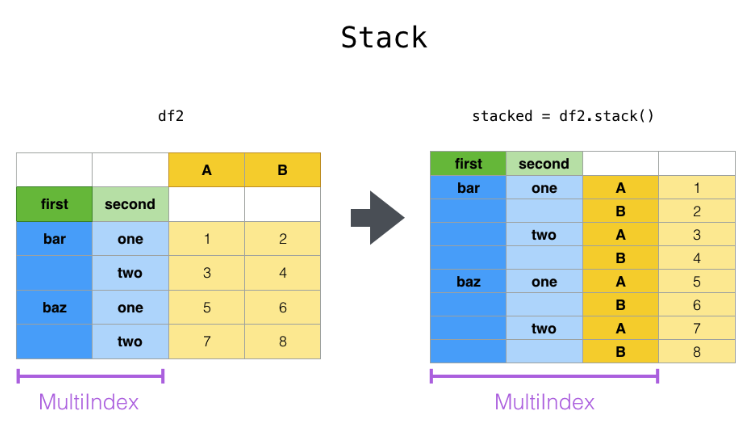 Stack
df2
A B
first second
bar one 1 2
two 3 4
baz one 5 6
two 7 8
MultiIndex
stacked = df2.stack()
first second
bar one A 1
B 2
two A 3
B 4
baz one A 5
B 6
two A 7
B 8
MultiIndex